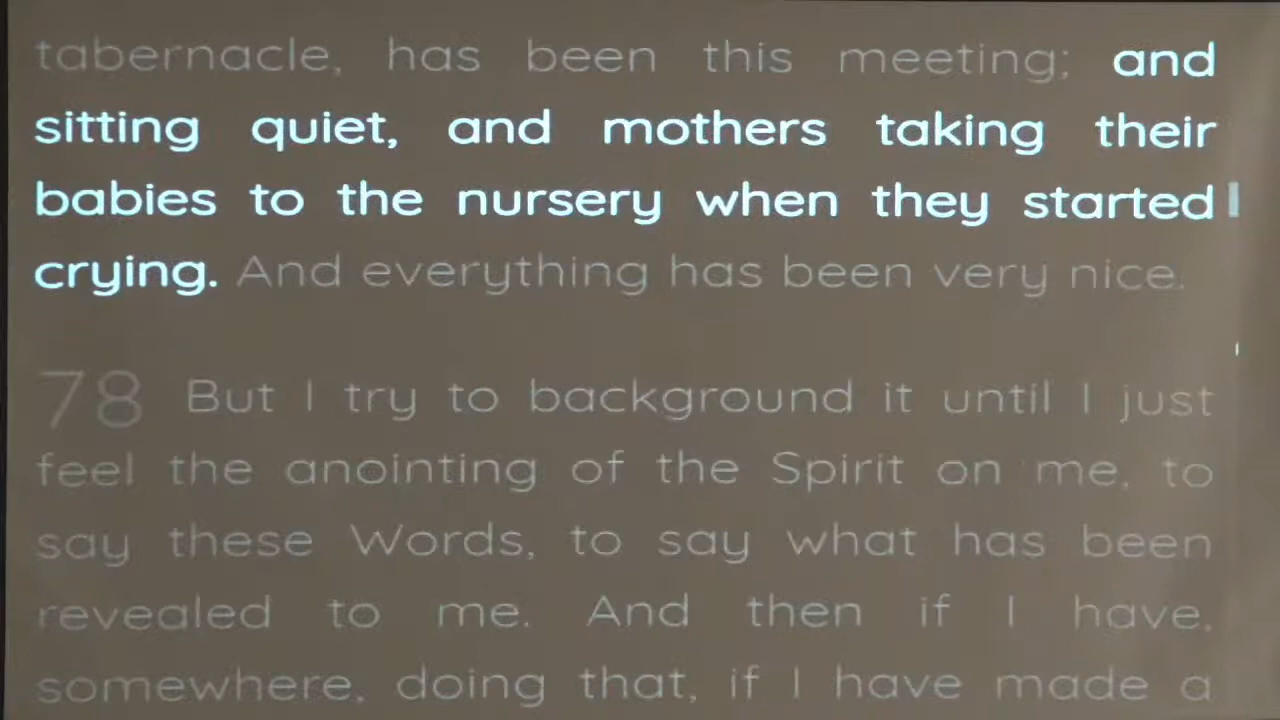 tabernacle, has been this meeting; and
sitting quiet, and mothers taking their
babies to the nursery when they started
crying. And everything has been very nice.
78 But I try to background it until I just
feel the anointing of the Spirit on me, to
say these Words, to say what has been
revealed to me. And then if I have,
somewhere, doing that, if I have made a